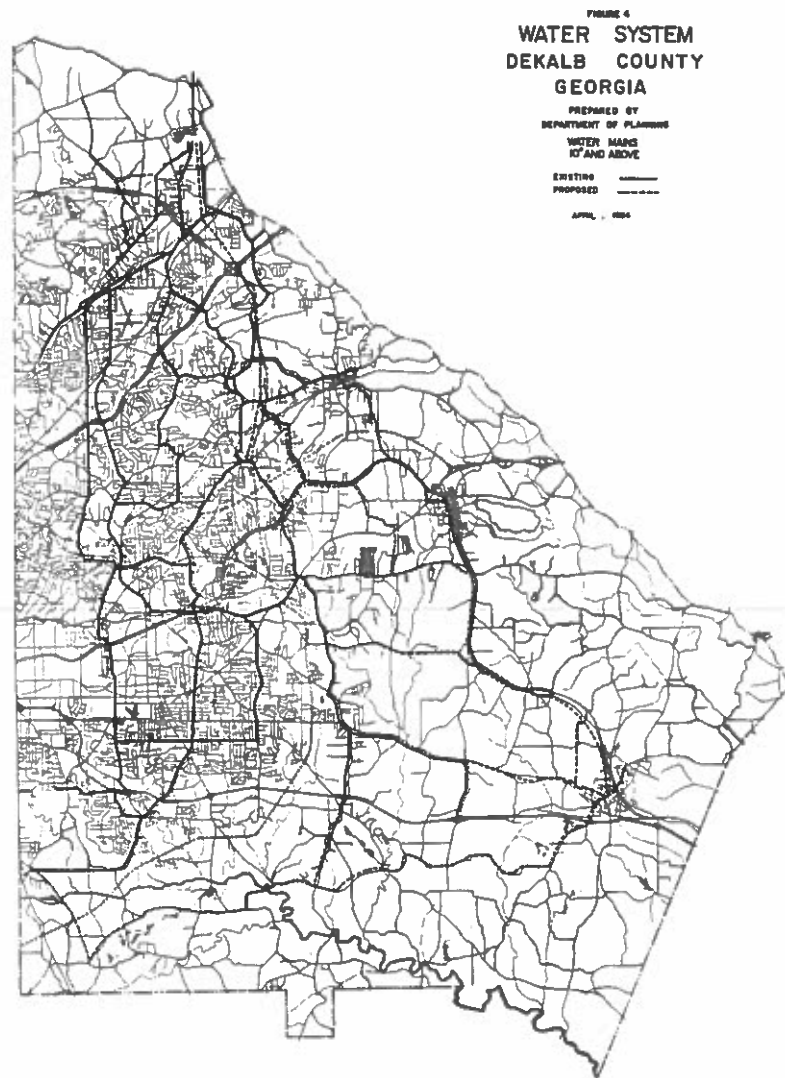 FIGURE 4
WATER SYSTEM
DEKALB COUNTY
GEORGIA
PREPARED BY
DEPARTMENT OF PLANNING
WATER MAINS
10" AND ABOVE
EXISTING
PROPOSED
APRIL,